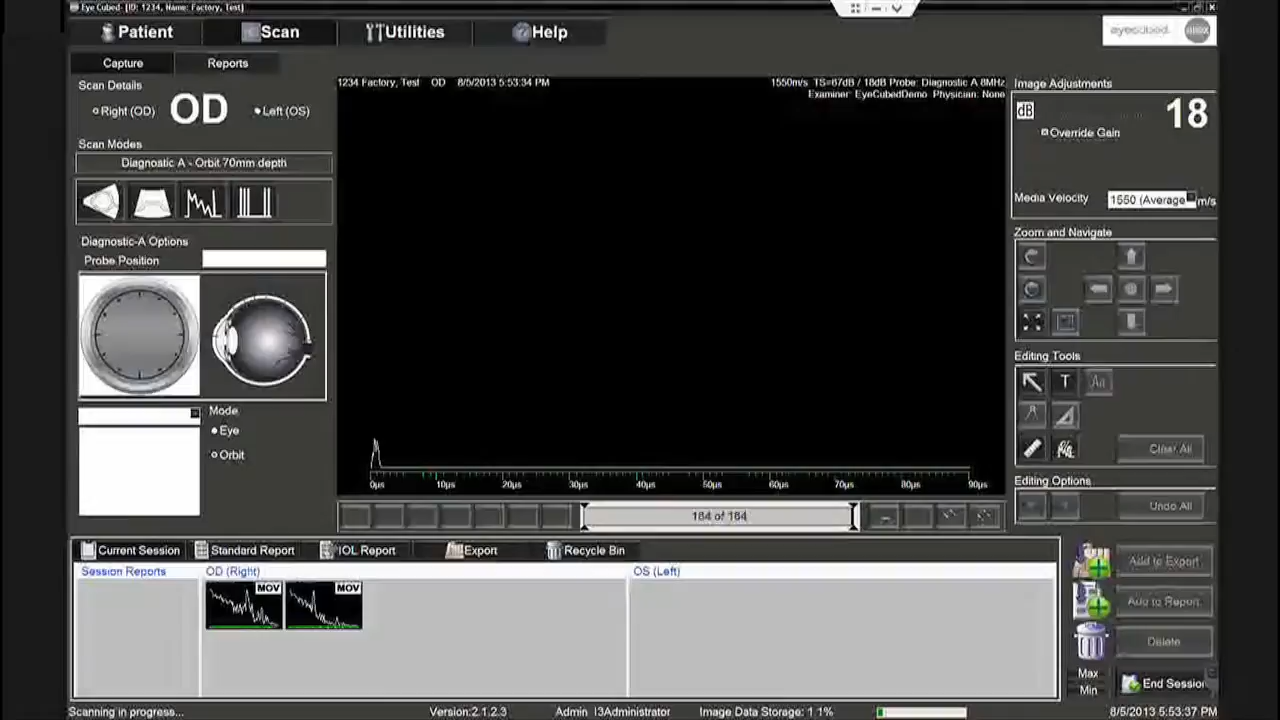 Eye Cubed- [ID: 1234, Name: Factory, Test]
Patient
Scan
Utilities
Help
eyecubed
Capture
Reports
Scan Details
Right (OD)
OD
Left (OS)
Scan Modes
Diagnostic A - Orbit 70mm depth
Diagnostic-A Options
Probe Position
Mode
Eye
Orbit
1234 Factory, Test OD 8/5/2013 5:53:34 PM
1550m/s TS=67dB / 18dB Probe: Diagnostic A 8MHz
Examiner: EyeCubedDemo Physician: None
0µs 10µs 20µs 30µs 40µs 50µs 60µs 70µs 80µs 90µs
184 of 184
Image Adjustments
dB
18
Override Gain
Media Velocity
1550 (Average
m/s
Zoom and Navigate
Editing Tools
T
Aa
Clear All
Editing Options
Undo All
Current Session
Standard Report
IOL Report
Export
Recycle Bin
Session Reports
OD (Right)
OS (Left)
MOV
MOV
Add to Export
Add to Report
Delete
Max
Min
End Session
Scanning in progress...
Version:2.1.2.3
Admin I3Administrator
Image Data Storage: 1.1%
8/5/2013 5:53:37 PM